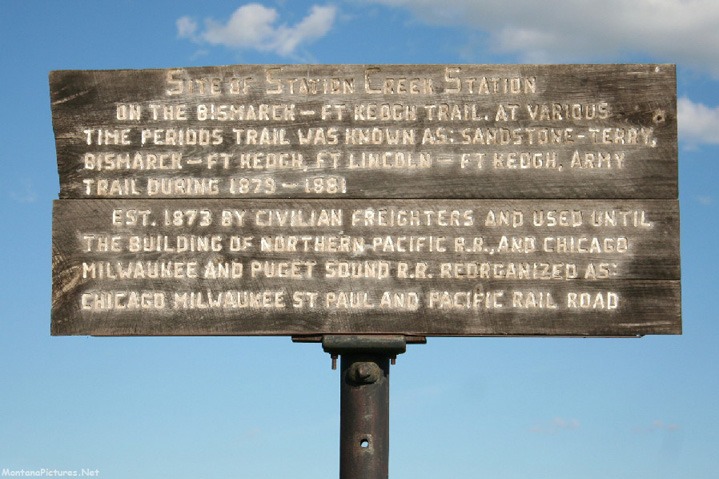 SITE OF STATION CREEK STATION
ON THE BISMARCK – FT KEOGH TRAIL. AT VARIOUS
TIME PERIODS TRAIL WAS KNOWN AS: SANDSTONE-TERRY,
BISMARCK – FT KEOGH, FT LINCOLN – FT KEOGH, ARMY
TRAIL DURING 1879 – 1881
EST. 1873 BY CIVILIAN FREIGHTERS AND USED UNTIL
THE BUILDING OF NORTHERN PACIFIC R.R., AND CHICAGO
MILWAUKEE AND PUGET SOUND R.R. REORGANIZED AS:
CHICAGO MILWAUKEE ST PAUL AND PACIFIC RAIL ROAD
MontanaPictures.Net